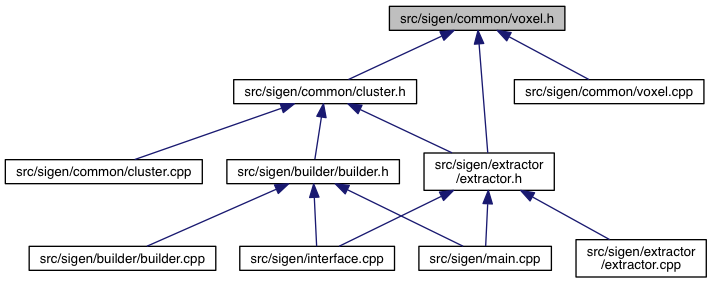 src/sigen/common/voxel.h
src/sigen/common/cluster.h
src/sigen/common/voxel.cpp
src/sigen/common/cluster.cpp
src/sigen/builder/builder.h
src/sigen/extractor
/extractor.h
src/sigen/builder/builder.cpp
src/sigen/interface.cpp
src/sigen/main.cpp
src/sigen/extractor
/extractor.cpp